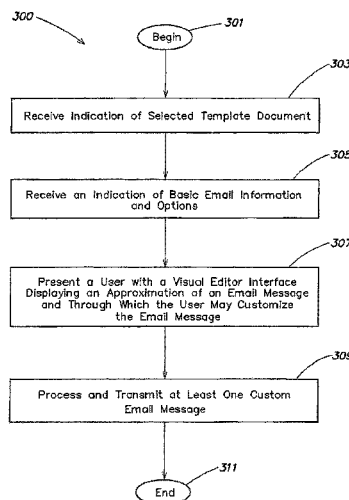 300
301
Begin
303
Receive Indication of Selected Template Document
305
Receive an Indication of Basic Email Information
and Options
307
Present a User with a Visual Editor Interface
Displaying an Approximation of an Email Message
and Through Which the User May Customize
the Email Message
309
Process and Transmit at Least One Custom
Email Message
311
End